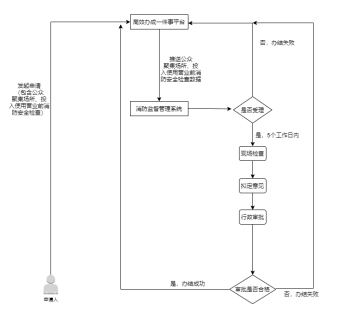 高效办成一件事平台
否，办结失败
推送公众
聚集场所、投
入使用营业前消
防安全检查数据
发起申请
（包含公众
聚集场所、投
入使用营业前消
防安全检查）
消防监督管理系统
是否受理
是，5个工作日内
现场检查
拟定意见
行政审批
是，办结成功
审批是否合格
否，办结失败
申请人